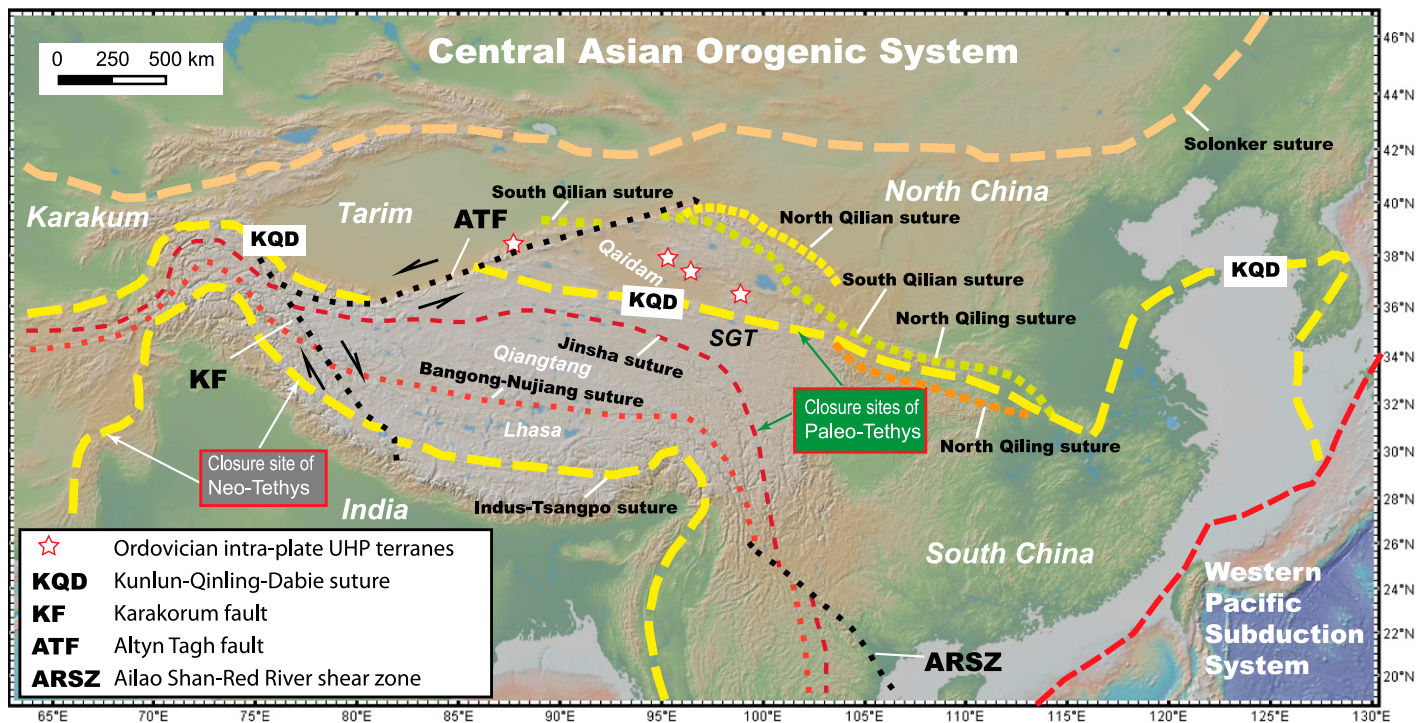 Central Asian Orogenic System
0 250 500 km
46°N
44°N
42°N
40°N
38°N
36°N
34°N
32°N
30°N
28°N
26°N
24°N
22°N
20°N
Solonker suture
North China
Karakum
Tarim
South Qilian suture
ATF
North Qilian suture
KQD
Qaidam
South Qilian suture
KQD
KQD
North Qiling suture
SGT
Jinsha suture
Qiangtang
Bangong-Nujiang suture
KF
Closure sites of
Paleo-Tethys
Lhasa
North Qiling suture
Closure site of
Neo-Tethys
India
Indus-Tsangpo suture
South China
Western
Pacific
Subduction
System
ARSZ
Ordovician intra-plate UHP terranes
KQD Kunlun-Qinling-Dabie suture
KF Karakorum fault
ATF Altyn Tagh fault
ARSZ Ailao Shan-Red River shear zone
65°E 70°E 75°E 80°E 85°E 90°E 95°E 100°E 105°E 110°E 115°E 120°E 125°E 130°E